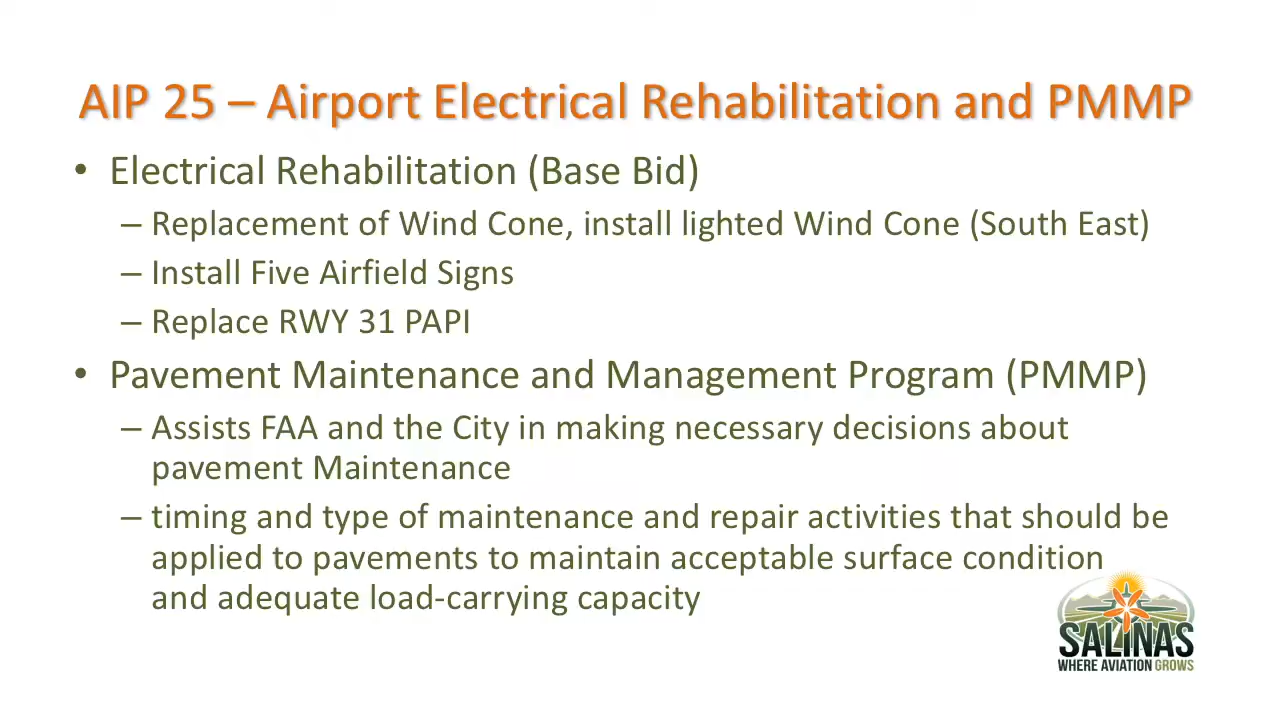 AIP 25 – Airport Electrical Rehabilitation and PMMP
• Electrical Rehabilitation (Base Bid)
– Replacement of Wind Cone, install lighted Wind Cone (South East)
– Install Five Airfield Signs
– Replace RWY 31 PAPI
• Pavement Maintenance and Management Program (PMMP)
– Assists FAA and the City in making necessary decisions about
pavement Maintenance
– timing and type of maintenance and repair activities that should be
applied to pavements to maintain acceptable surface condition
and adequate load-carrying capacity
SALINAS
WHERE AVIATION GROWS